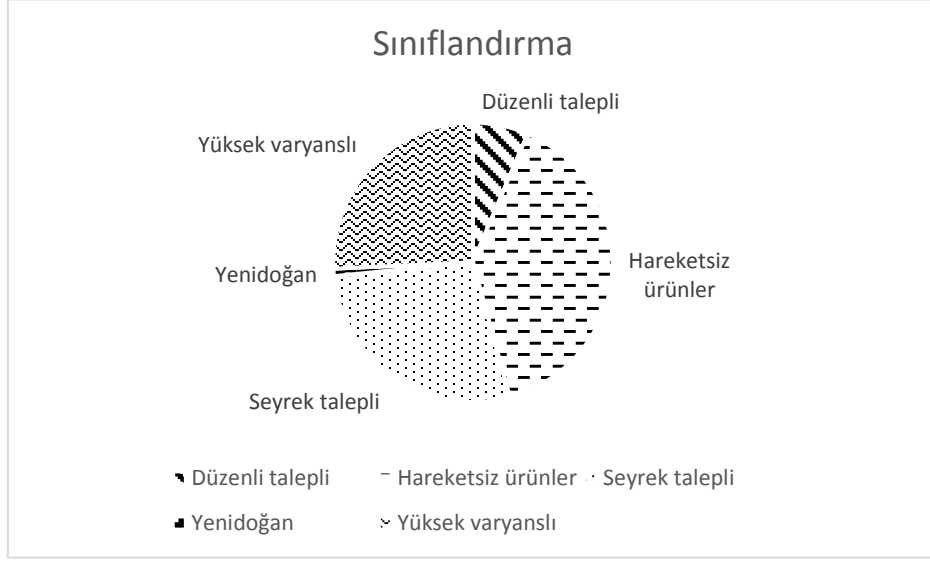 Sınıflandırma
Düzenli talepli
Yüksek varyanslı
Hareketsiz
ürünler
Yenidoğan
Seyrek talepli
Düzenli talepli
Hareketsiz ürünler
Seyrek talepli
Yenidoğan
Yüksek varyanslı